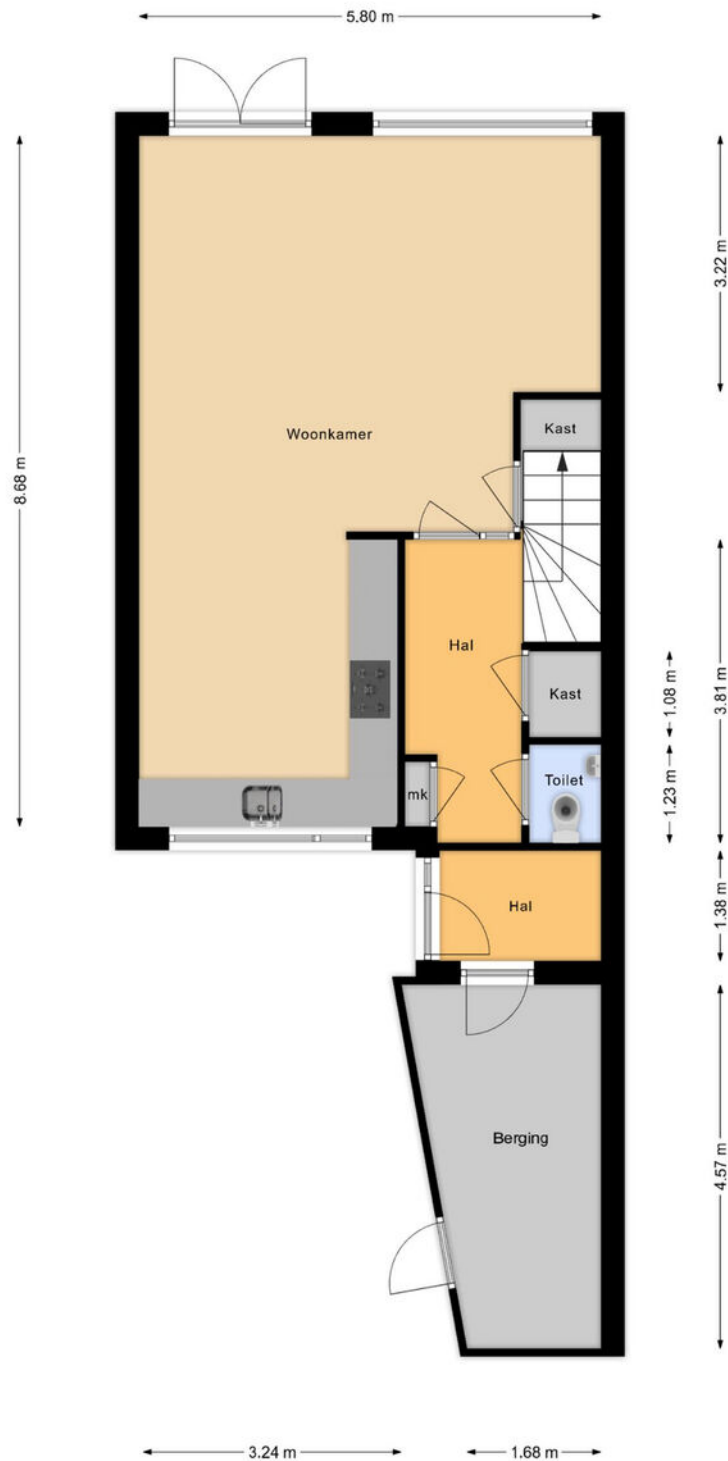 5.80 m
3.22 m
Kast
Woonkamer
8.68 m
Hal
1.08 m
3.81 m
Kast
Toilet
1.23 m
mk
Hal
1.38 m
Berging
4.57 m
3.24 m
1.68 m